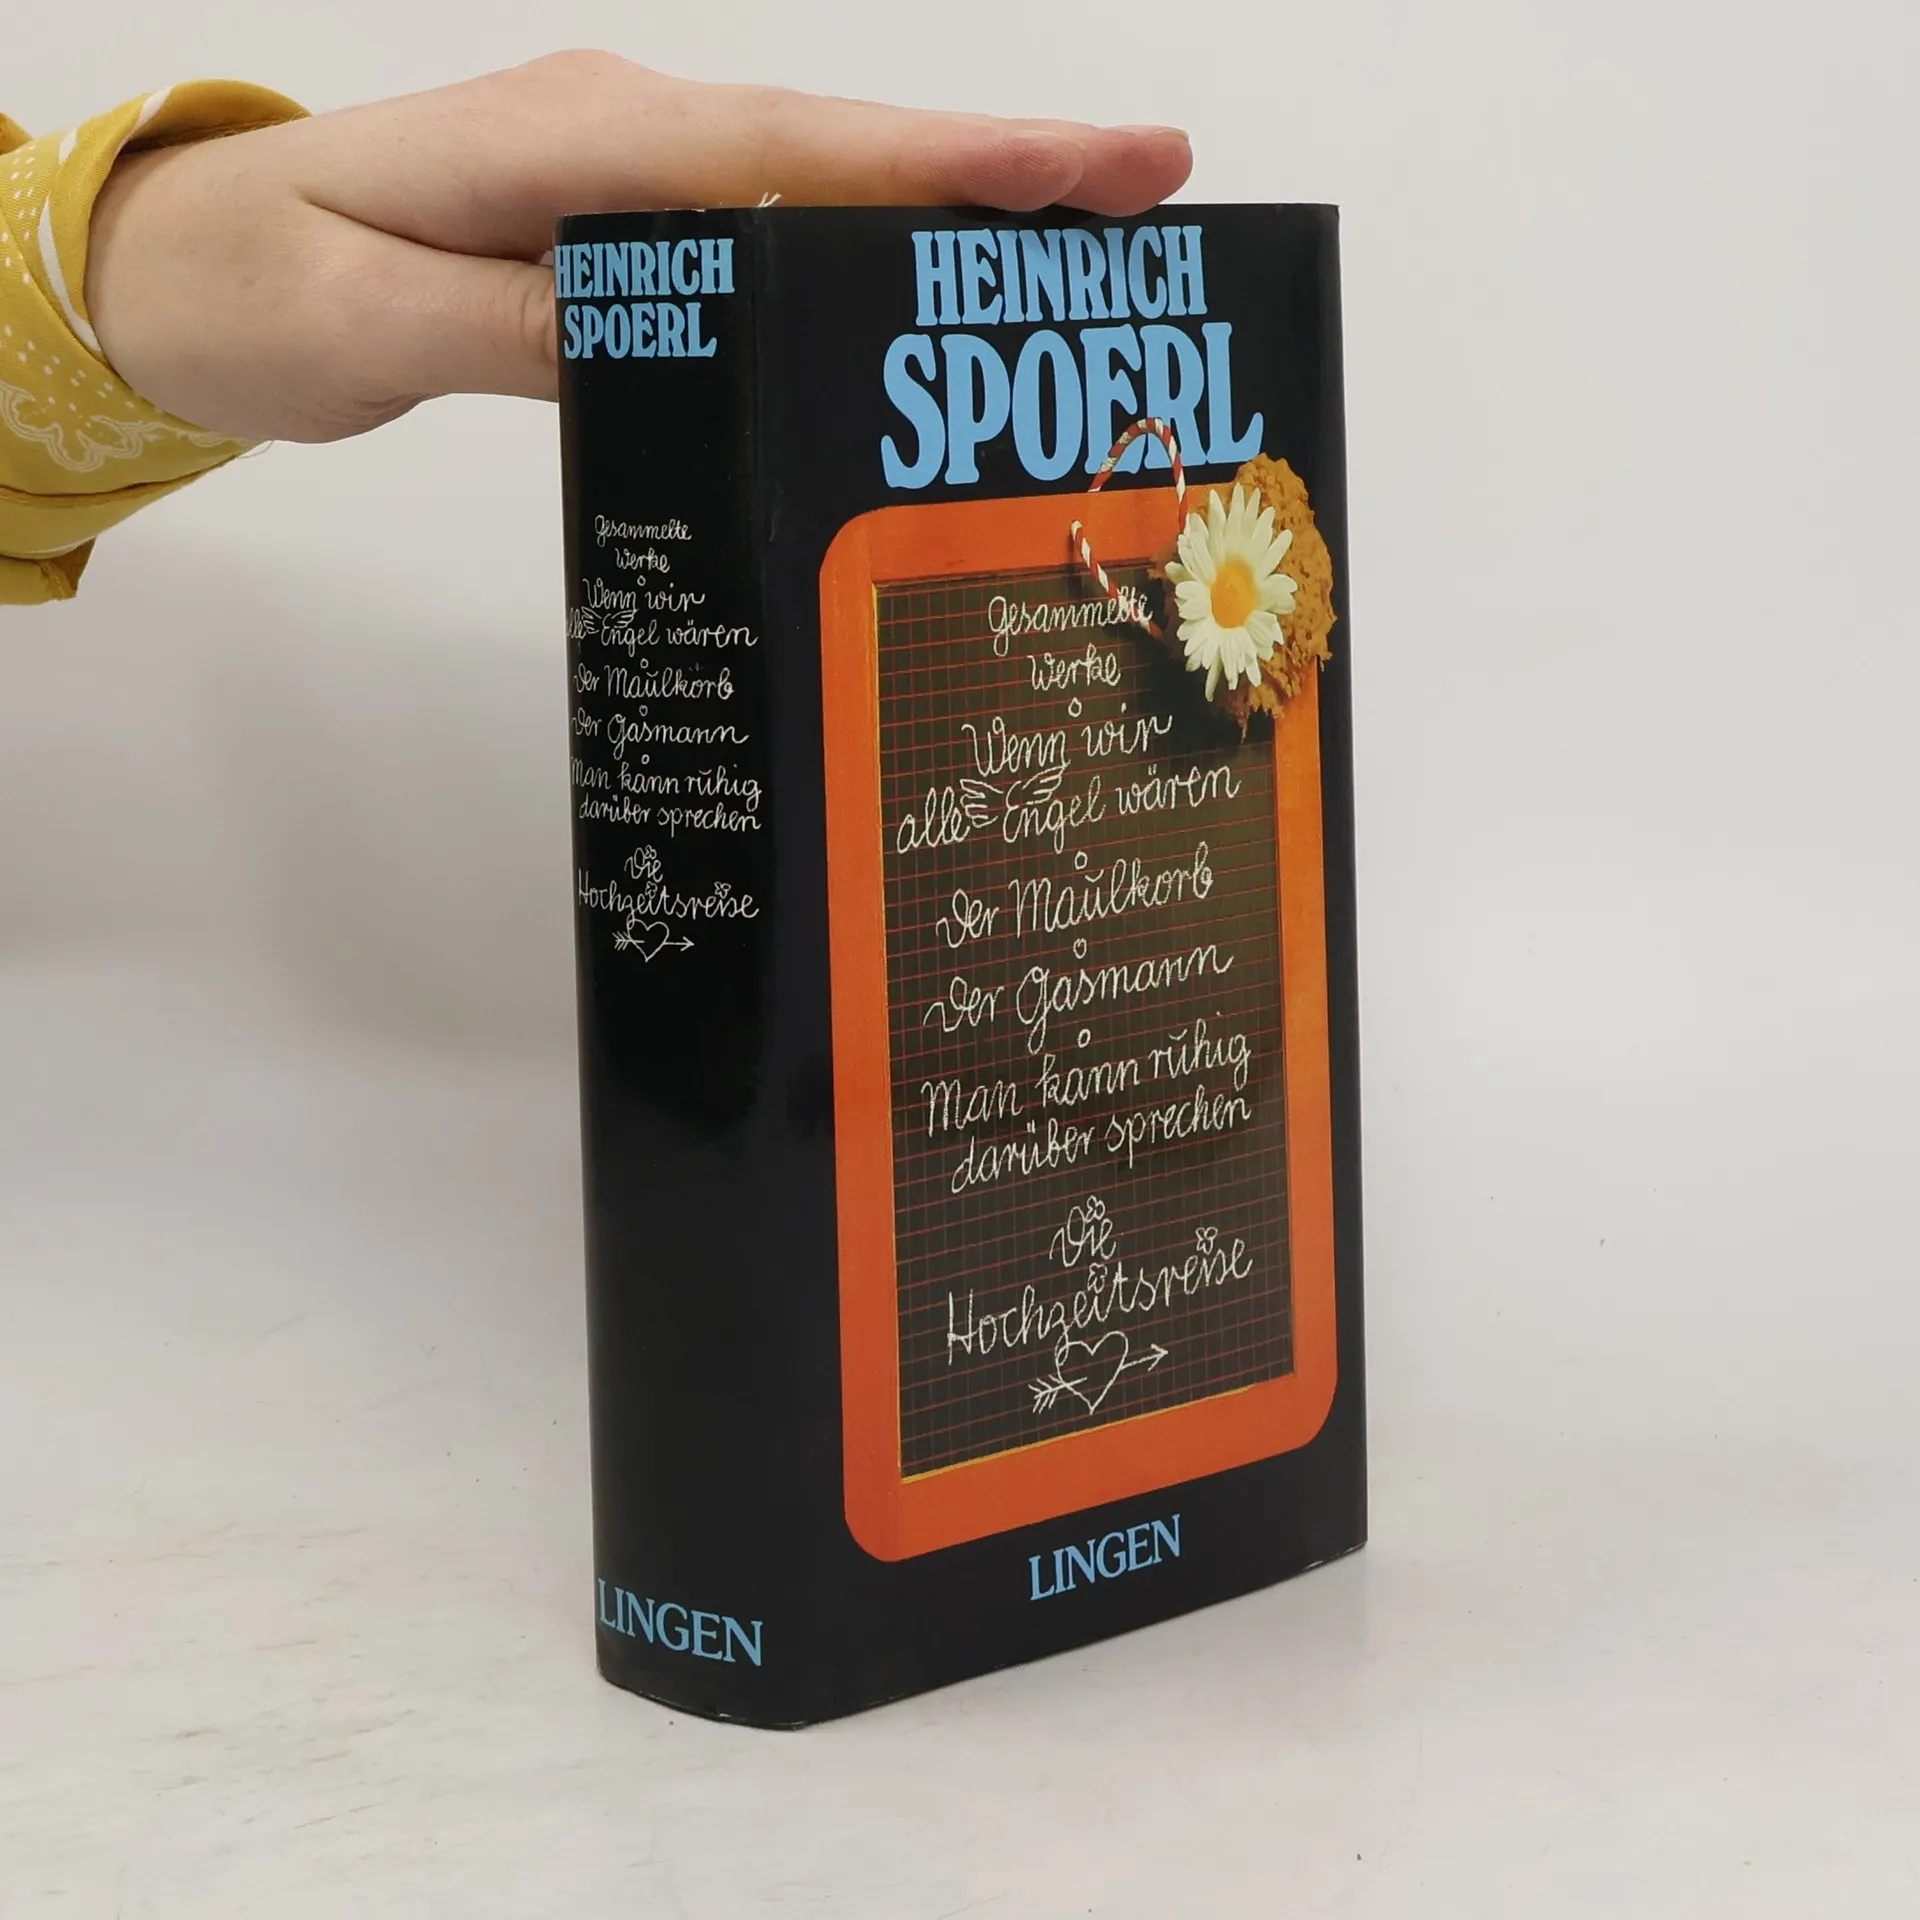 HEINRICH
SPOERL
Gesammelte
Werke
Wenn wir
alle Engel wären
Der Maulkorb
Der Gasmann
Man kann ruhig
darüber sprechen
Die
Hochzeitsreise
LINGEN
HEINRICH
SPOERL
Gesammelte
Werke
Wenn wir
alle Engel wären
Der Maulkorb
Der Gasmann
Man kann ruhig
darüber sprechen
Die
Hochzeitsreise
LINGEN